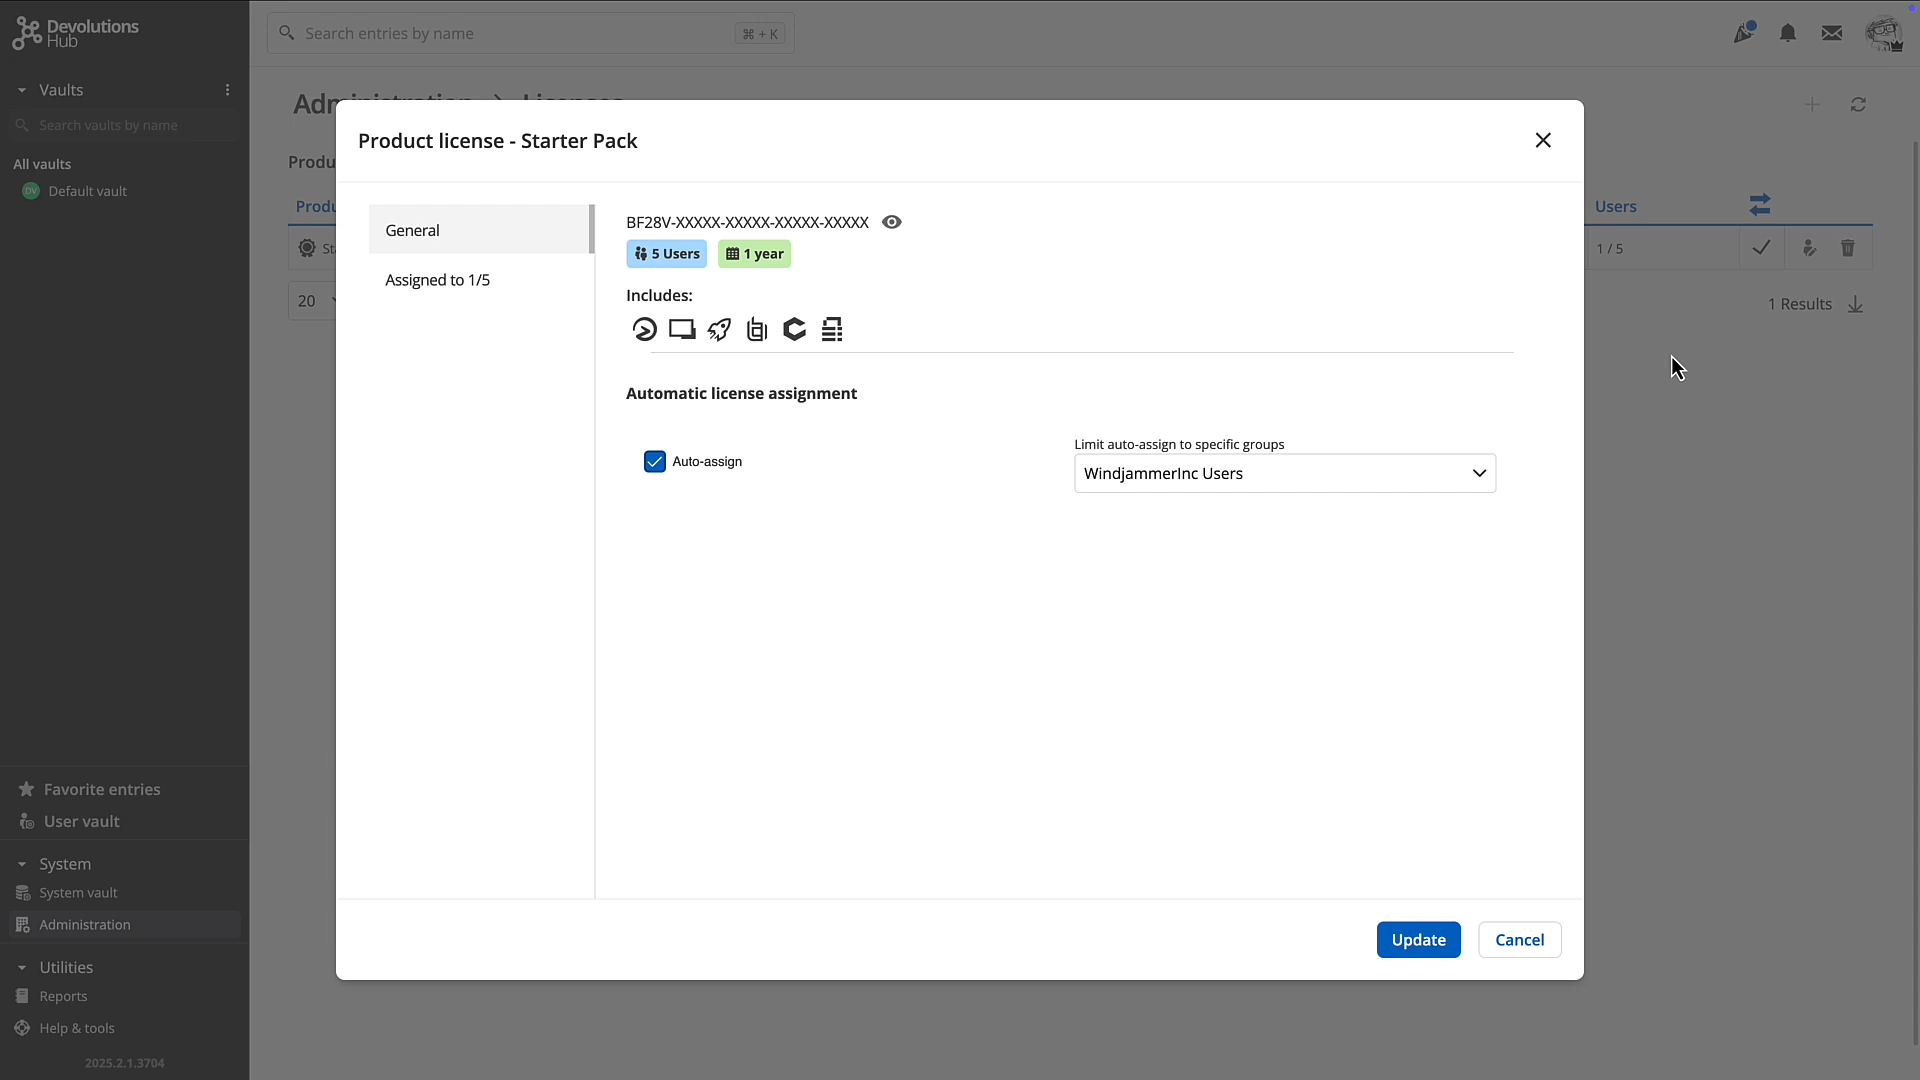 Devolutions
Hub
Search entries by name
⌘ + K
Vaults
Search vaults by name
All vaults
DV
Default vault
Favorite entries
User vault
System
System vault
Administration
Utilities
Reports
Help & tools
2025.2.1.3704
Administration > Licenses
Produ
Produ
Users
St
1 / 5
20
1 Results
Product license - Starter Pack
General
Assigned to 1/5
BF28V-XXXXX-XXXXX-XXXXX-XXXXX
5 Users
1 year
Includes:
Automatic license assignment
Auto-assign
Limit auto-assign to specific groups
WindjammerInc Users
Update
Cancel